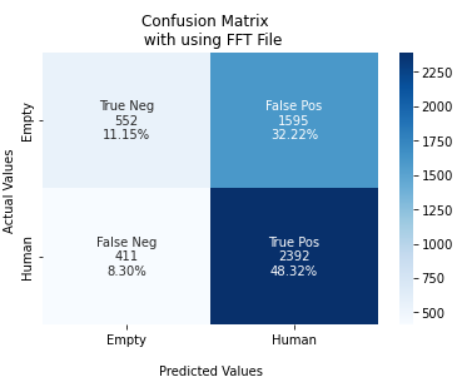 Confusion Matrix
with using FFT File
True Neg
552
11.15%
False Pos
1595
32.22%
False Neg
411
8.30%
True Pos
2392
48.32%
Actual Values
Empty
Human
Empty
Human
Predicted Values
2250
2000
1750
1500
1250
1000
750
500